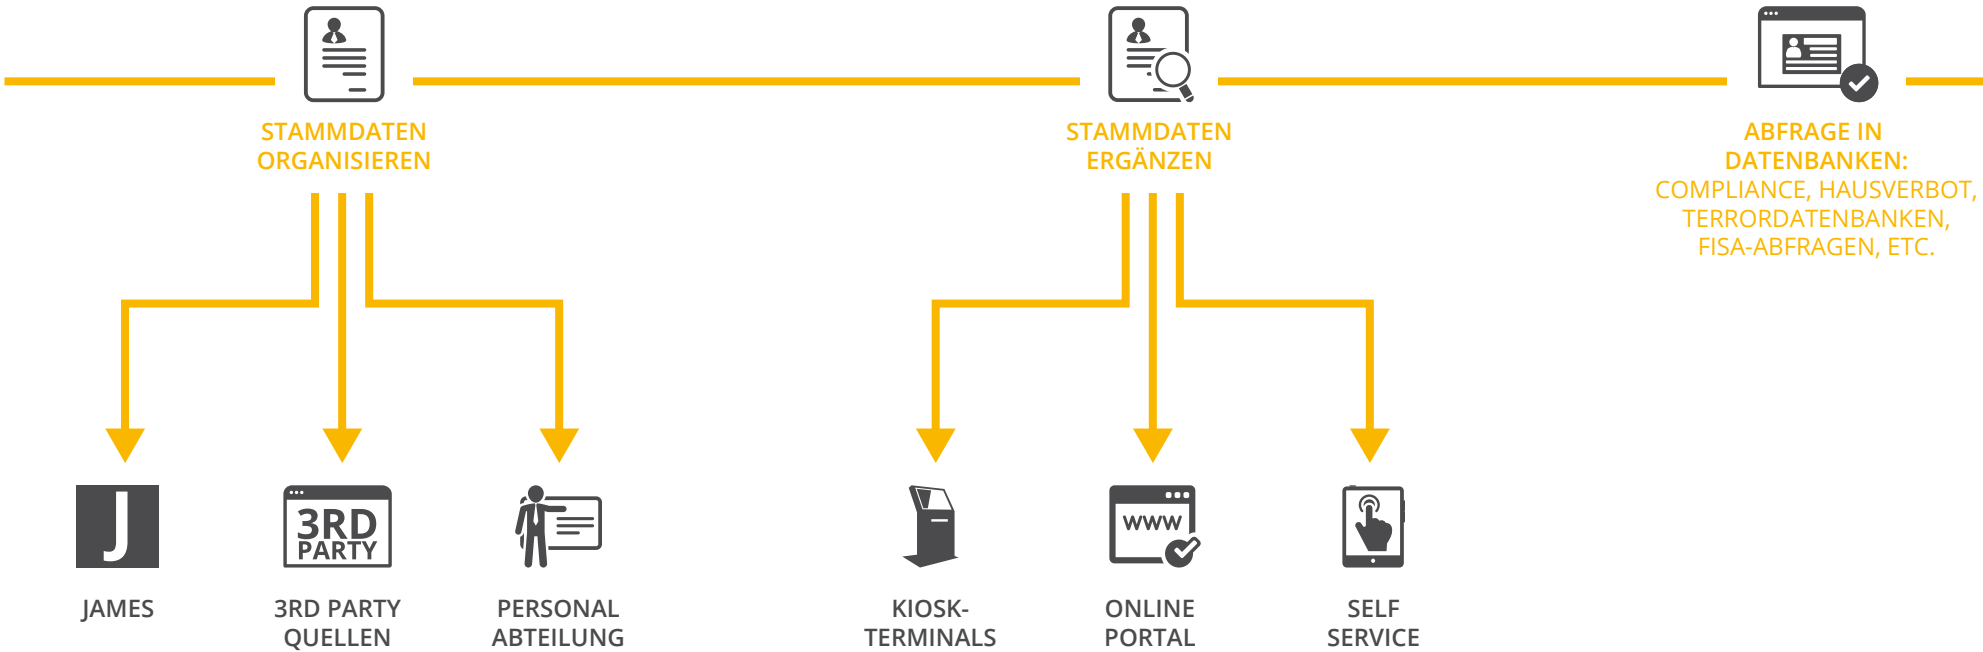 STAMMDATEN
ORGANISIEREN
STAMMDATEN
ERGÄNZEN
ABFRAGE IN
DATENBANKEN:
COMPLIANCE, HAUSVERBOT,
TERRORDATENBANKEN,
FISA-ABFRAGEN, ETC.
J
JAMES
3RD
PARTY
3RD PARTY
QUELLEN
PERSONAL
ABTEILUNG
KIOSK-
TERMINALS
WWW
ONLINE
PORTAL
SELF
SERVICE